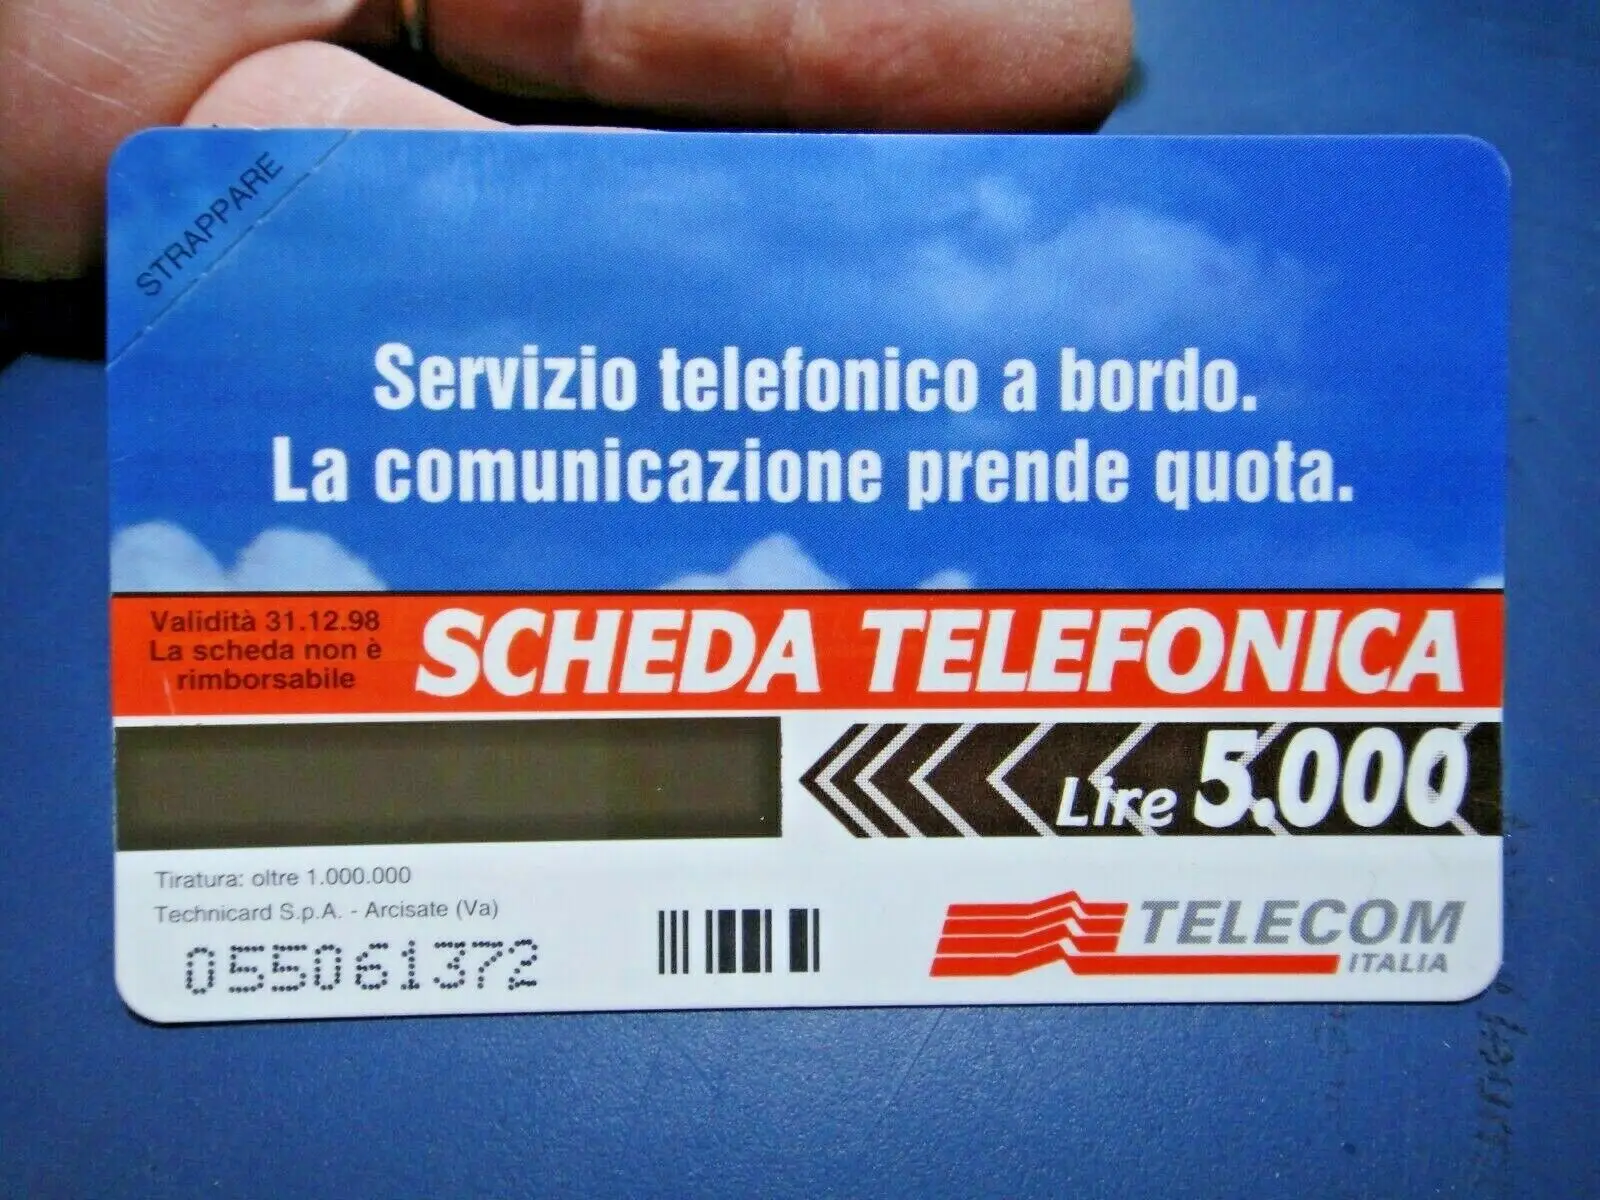 STRAPPARE
Servizio telefonico a bordo.
La comunicazione prende quota.
Validità 31.12.98
La scheda non è
rimborsabile
SCHEDA TELEFONICA
Lire 5.000
Tiratura: oltre 1.000.000
Technicard S.p.A. - Arcisate (Va)
055061372
TELECOM
ITALIA